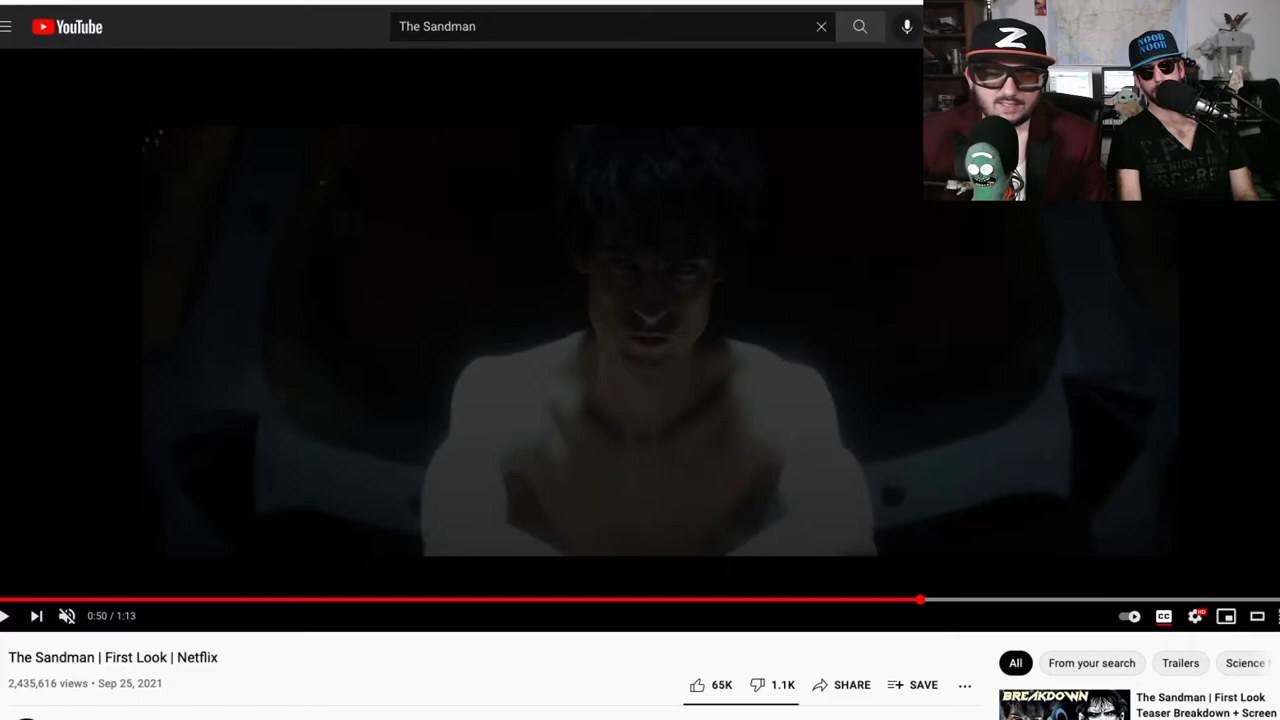 YouTube
The Sandman
Z
NOOB
NOOB
0:50 / 1:13
CC
HD
The Sandman | First Look | Netflix
2,435,616 views • Sep 25, 2021
65K
1.1K
SHARE
SAVE
All
From your search
Trailers
Science
BREAKDOWN
The Sandman | First Look
Teaser Breakdown + Screen